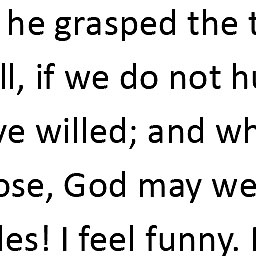 he grasped the t
ll, if we do not hu
ve willed; and wh
ose, God may we
les! I feel funny.